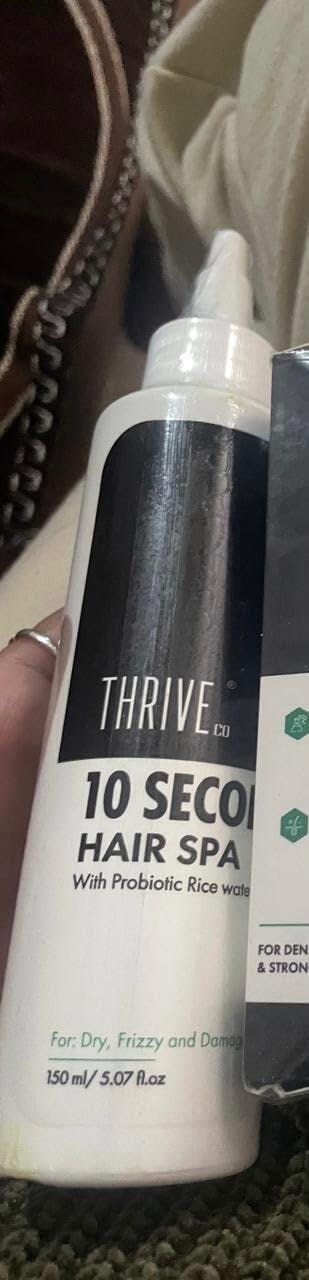 THRIVE®
CO
10 SECO
HAIR SPA
With Probiotic Rice wate
For: Dry, Frizzy and Damag
150 ml/ 5.07 fl.oz
FOR DEN
& STRON